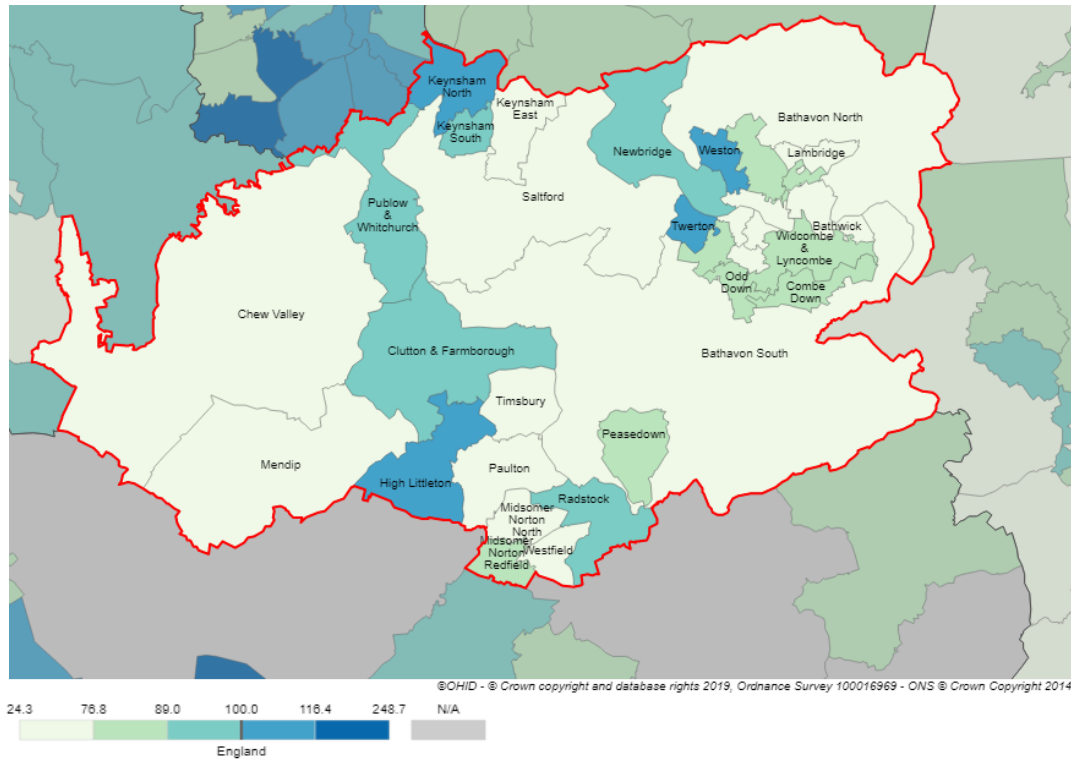 Keynsham
North
Keynsham
East
Keynsham
South
Bathavon North
Newbridge
Weston
Lambridge
Saltford
Publow
&
Whitchurch
Twerton
Bathwick
Widcombe
&
Lyncombe
Odd
Down
Combe
Down
Chew Valley
Clutton & Farmborough
Bathavon South
Timsbury
Peasedown
Mendip
Paulton
High Littleton
Radstock
Midsomer
Norton
North
Midsomer
Norton
Redfield
Westfield
©OHID - © Crown copyright and database rights 2019, Ordnance Survey 100016969 - ONS © Crown Copyright 2014
24.3 76.8 89.0 100.0 116.4 248.7 N/A
England